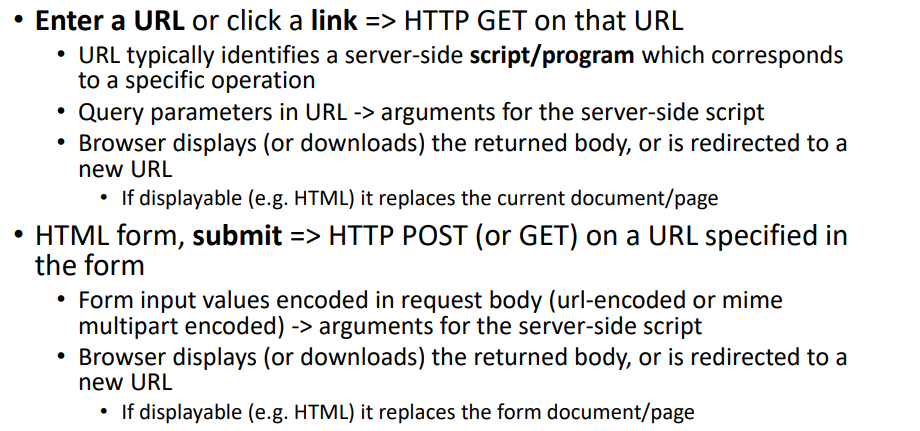 • Enter a URL or click a link => HTTP GET on that URL
• URL typically identifies a server-side script/program which corresponds
to a specific operation
• Query parameters in URL -> arguments for the server-side script
• Browser displays (or downloads) the returned body, or is redirected to a
new URL
• If displayable (e.g. HTML) it replaces the current document/page
• HTML form, submit => HTTP POST (or GET) on a URL specified in
the form
• Form input values encoded in request body (url-encoded or mime
multipart encoded) -> arguments for the server-side script
• Browser displays (or downloads) the returned body, or is redirected to a
new URL
• If displayable (e.g. HTML) it replaces the form document/page